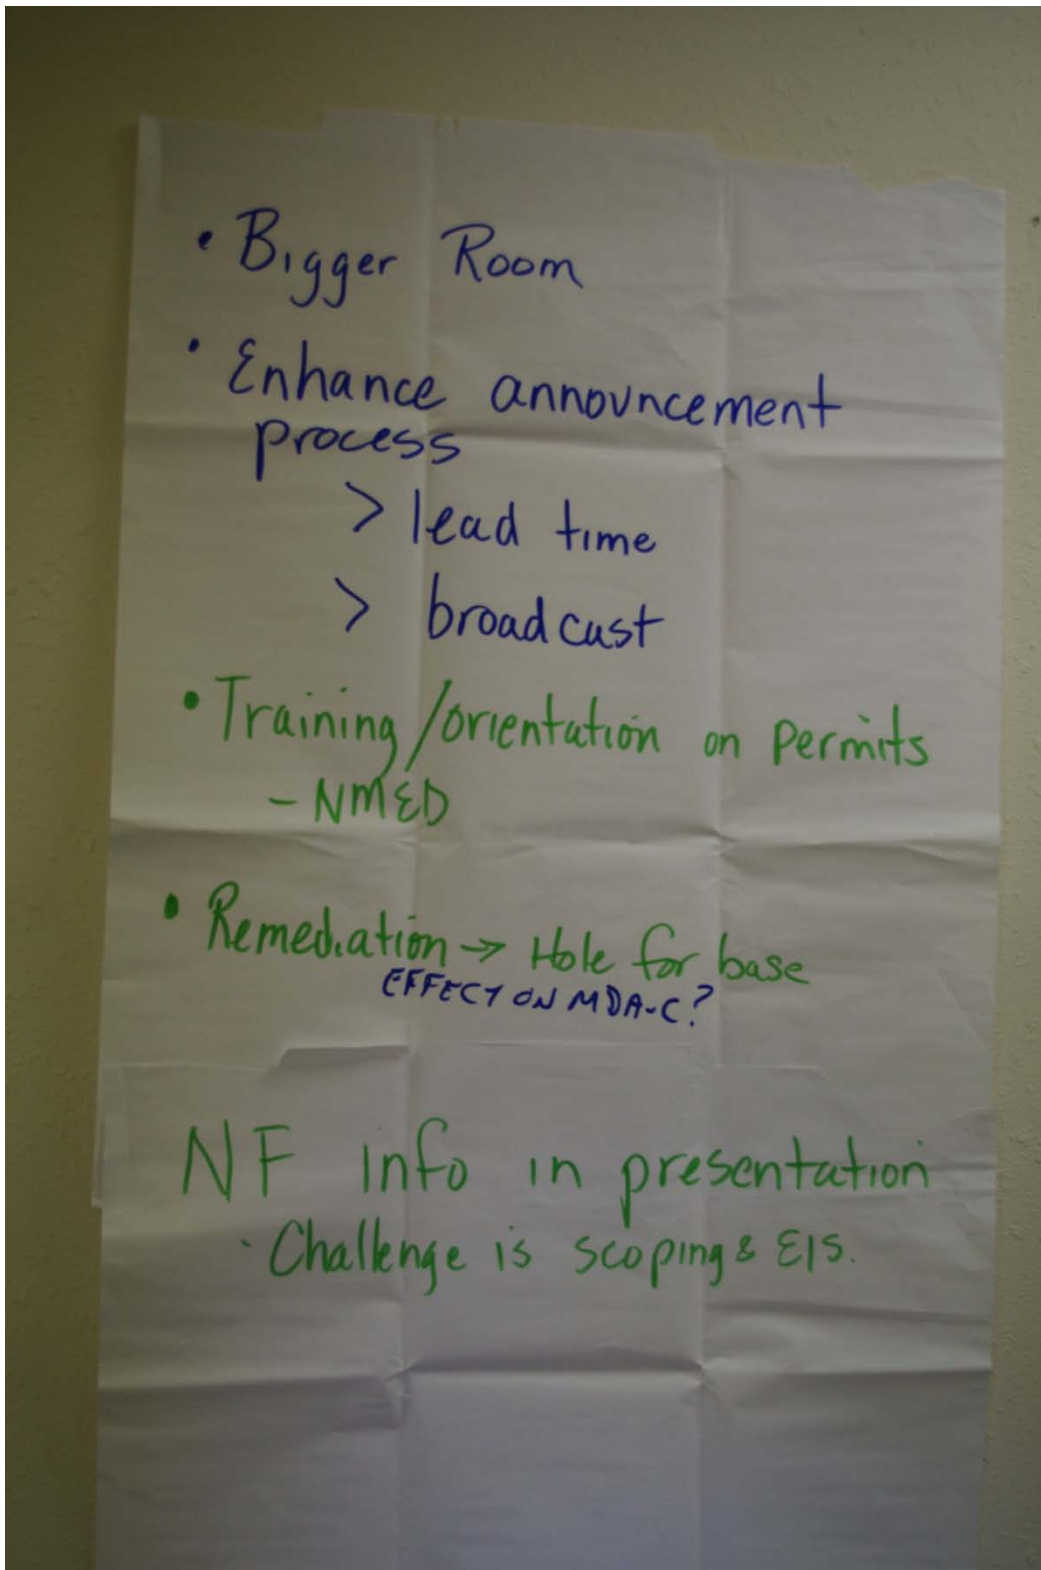 • Bigger Room
• Enhance announcement
process
> lead time
> broadcast
• Training/orientation on permits
- NMED
• Remediation → Hole for base
EFFECT ON MDA-C?
NF info in presentation
· Challenge is scoping & EIS.